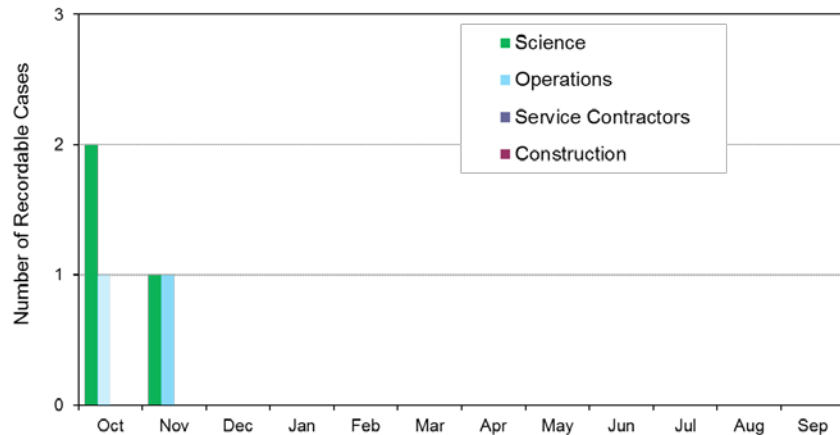 Number of Recordable Cases
3
2
1
0
Science
Operations
Service Contractors
Construction
Oct Nov Dec Jan Feb Mar Apr May Jun Jul Aug Sep